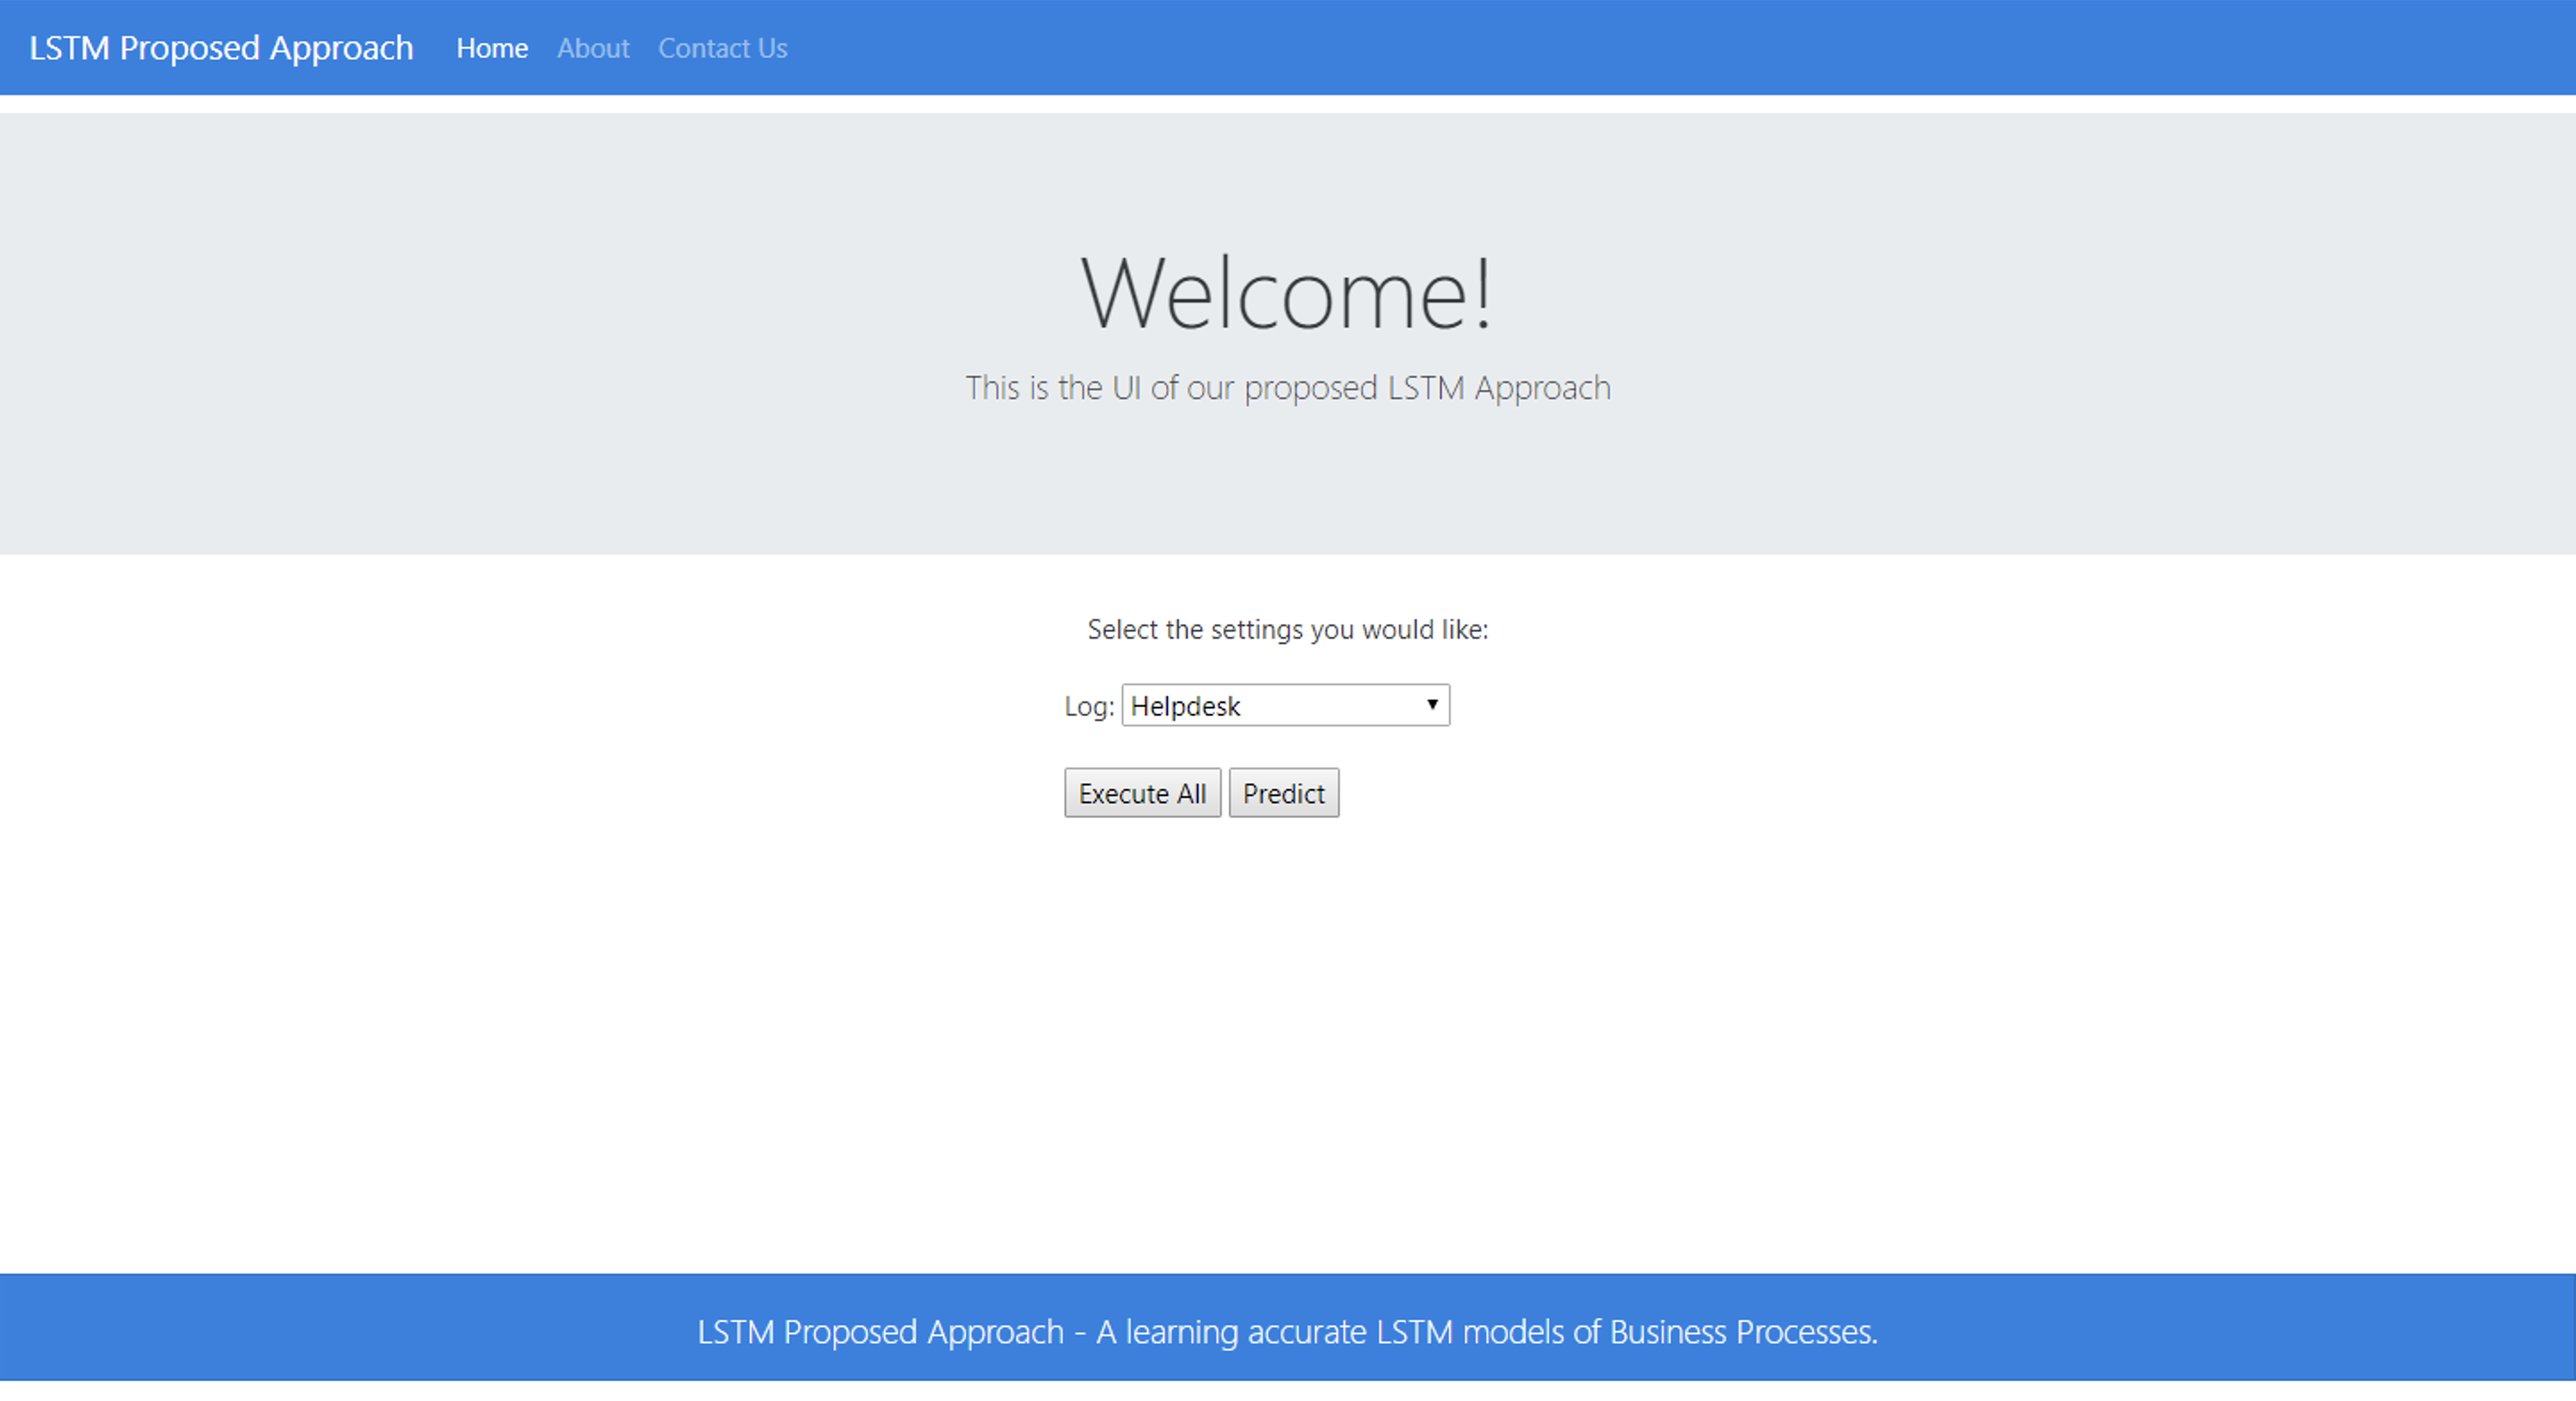 LSTM Proposed Approach Home About Contact Us
Welcome!
This is the UI of our proposed LSTM Approach
Select the settings you would like:
Log: Helpdesk
Execute All Predict
LSTM Proposed Approach - A learning accurate LSTM models of Business Processes.